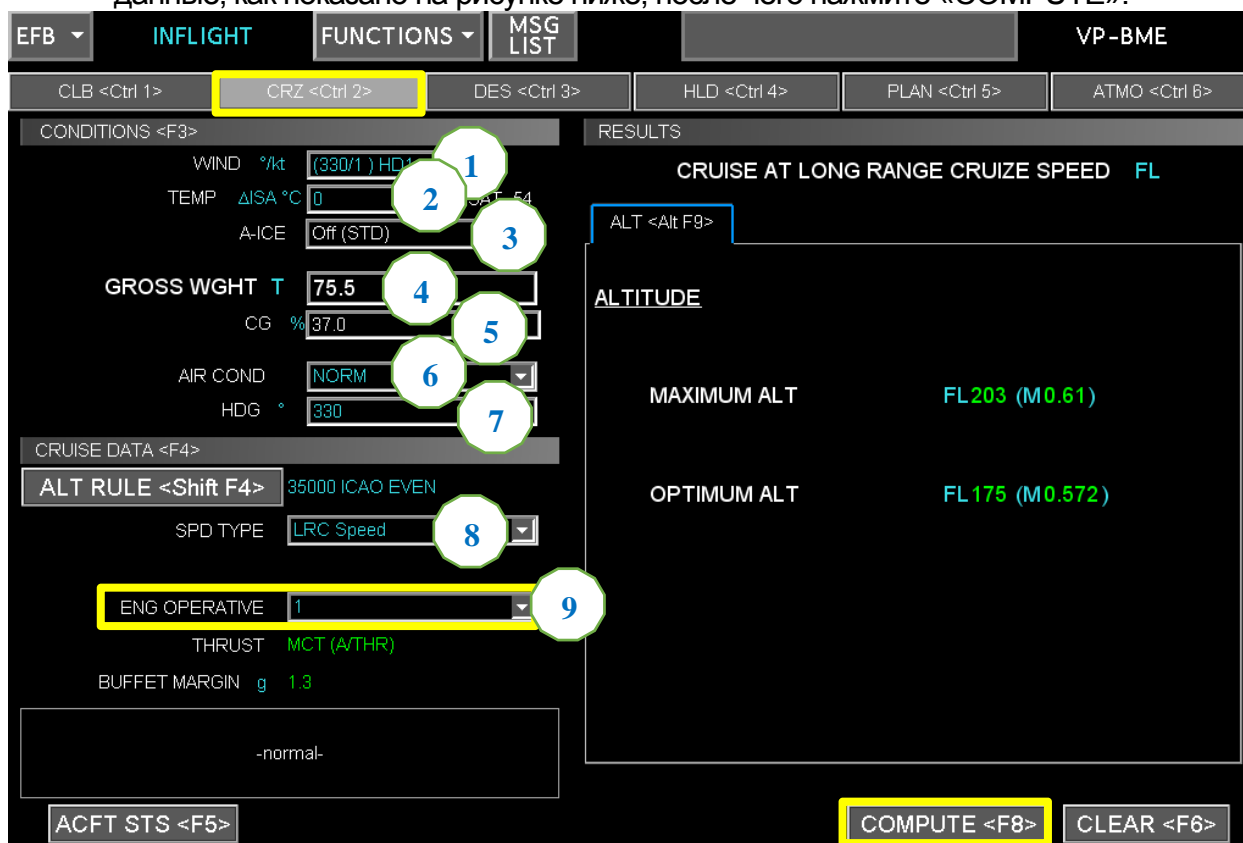 данные, как показано на рисунке ниже, после чего нажмите «COMPUTE».
EFB INFLIGHT FUNCTIONS MSG LIST VP-BME
CLB <Ctrl 1> CRZ <Ctrl 2> DES <Ctrl 3> HLD <Ctrl 4> PLAN <Ctrl 5> ATMO <Ctrl 6>
CONDITIONS <F3>
WIND °/kt (330/1 ) HD1 1
TEMP ΔISA °C 0 2 SAT -54
A-ICE Off (STD) 3
GROSS WGHT T 75.5 4
CG % 37.0 5
AIR COND NORM 6
HDG ° 330 7
CRUISE DATA <F4>
ALT RULE <Shift F4> 35000 ICAO EVEN
SPD TYPE LRC Speed 8
ENG OPERATIVE 1 9
THRUST MCT (A/THR)
BUFFET MARGIN g 1.3
-normal-
ACFT STS <F5>
RESULTS
CRUISE AT LONG RANGE CRUIZE SPEED FL
ALT <Alt F9>
ALTITUDE
MAXIMUM ALT FL203 (M0.61)
OPTIMUM ALT FL175 (M0.572)
COMPUTE <F8> CLEAR <F6>